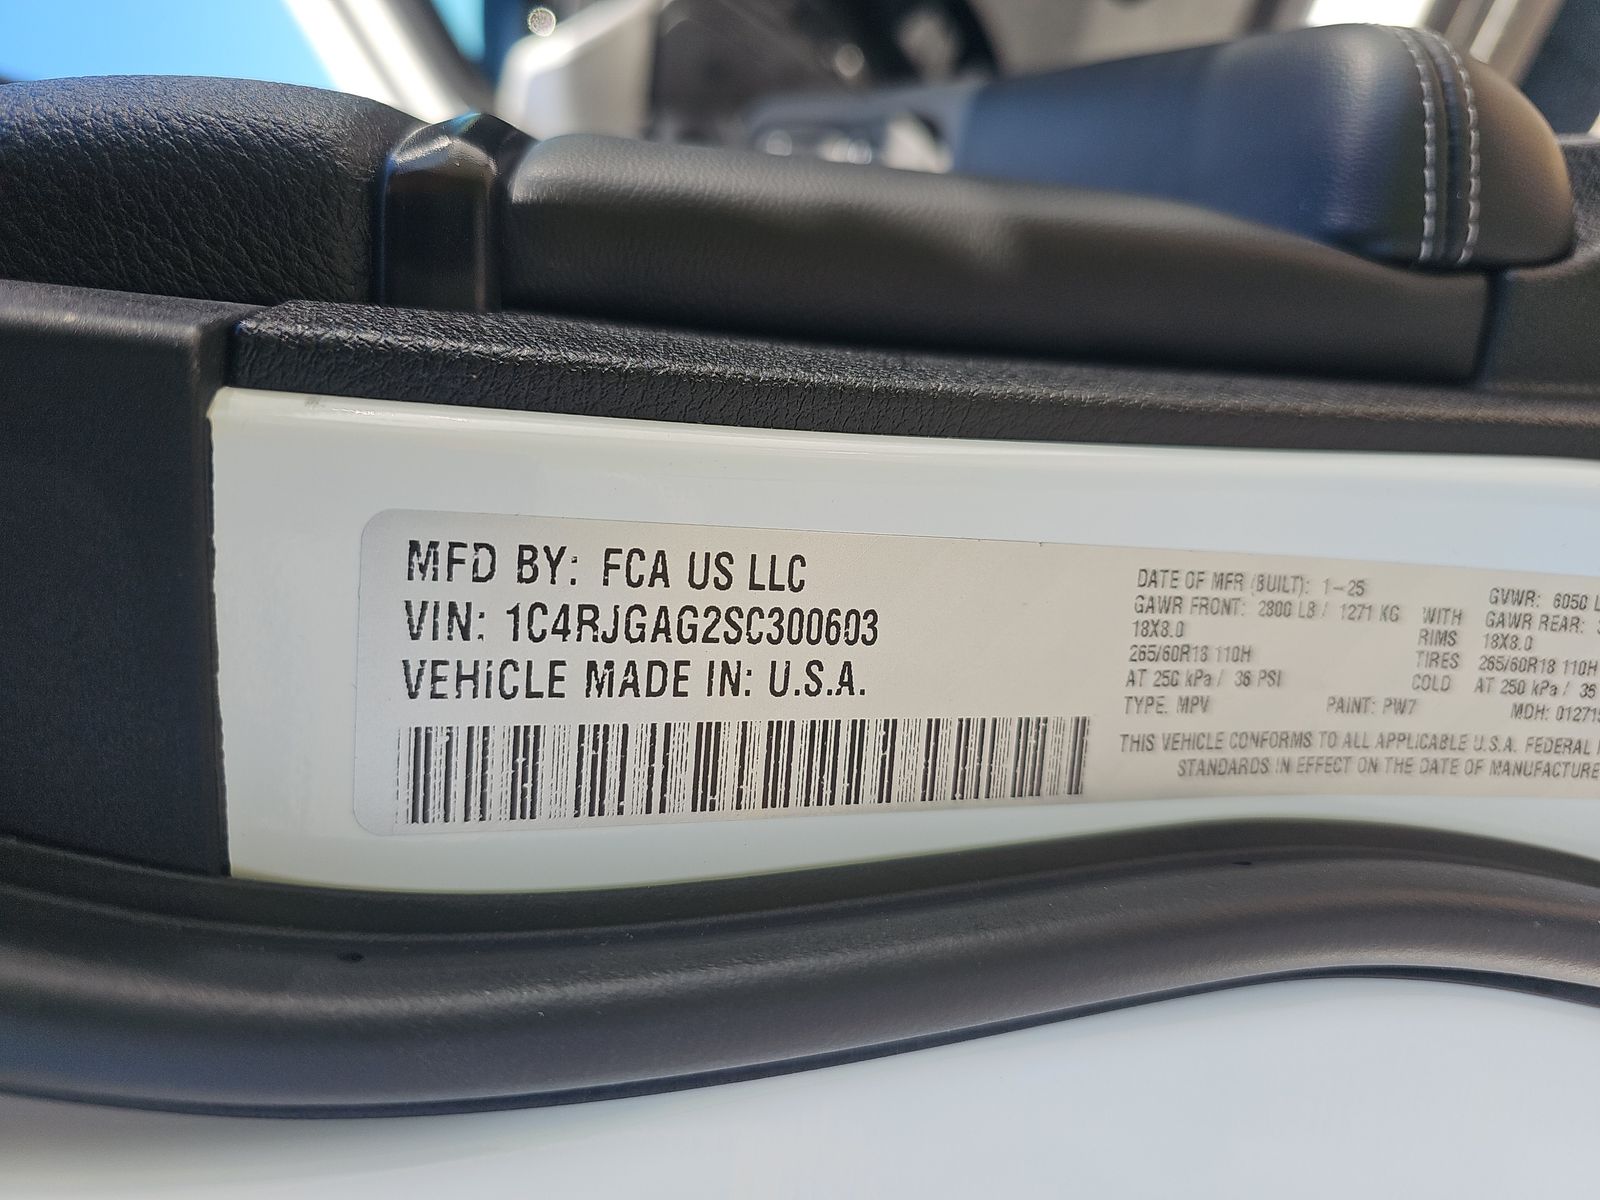 MFD BY: FCA US LLC
VIN: 1C4RJGAG2SC300603
VEHICLE MADE IN: U.S.A.
DATE OF MFR (BUILT): 1-25
GVWR: 6050 L
GAWR FRONT: 2800 LB / 1271 KG WITH GAWR REAR:
18X8.0 RIMS 18X8.0
265/60R18 110H TIRES 265/60R18 110H
AT 250 kPa / 36 PSI COLD AT 250 kPa / 36
TYPE: MPV PAINT: PW7 MDH: 012715
THIS VEHICLE CONFORMS TO ALL APPLICABLE U.S.A. FEDERAL
STANDARDS IN EFFECT ON THE DATE OF MANUFACTURE